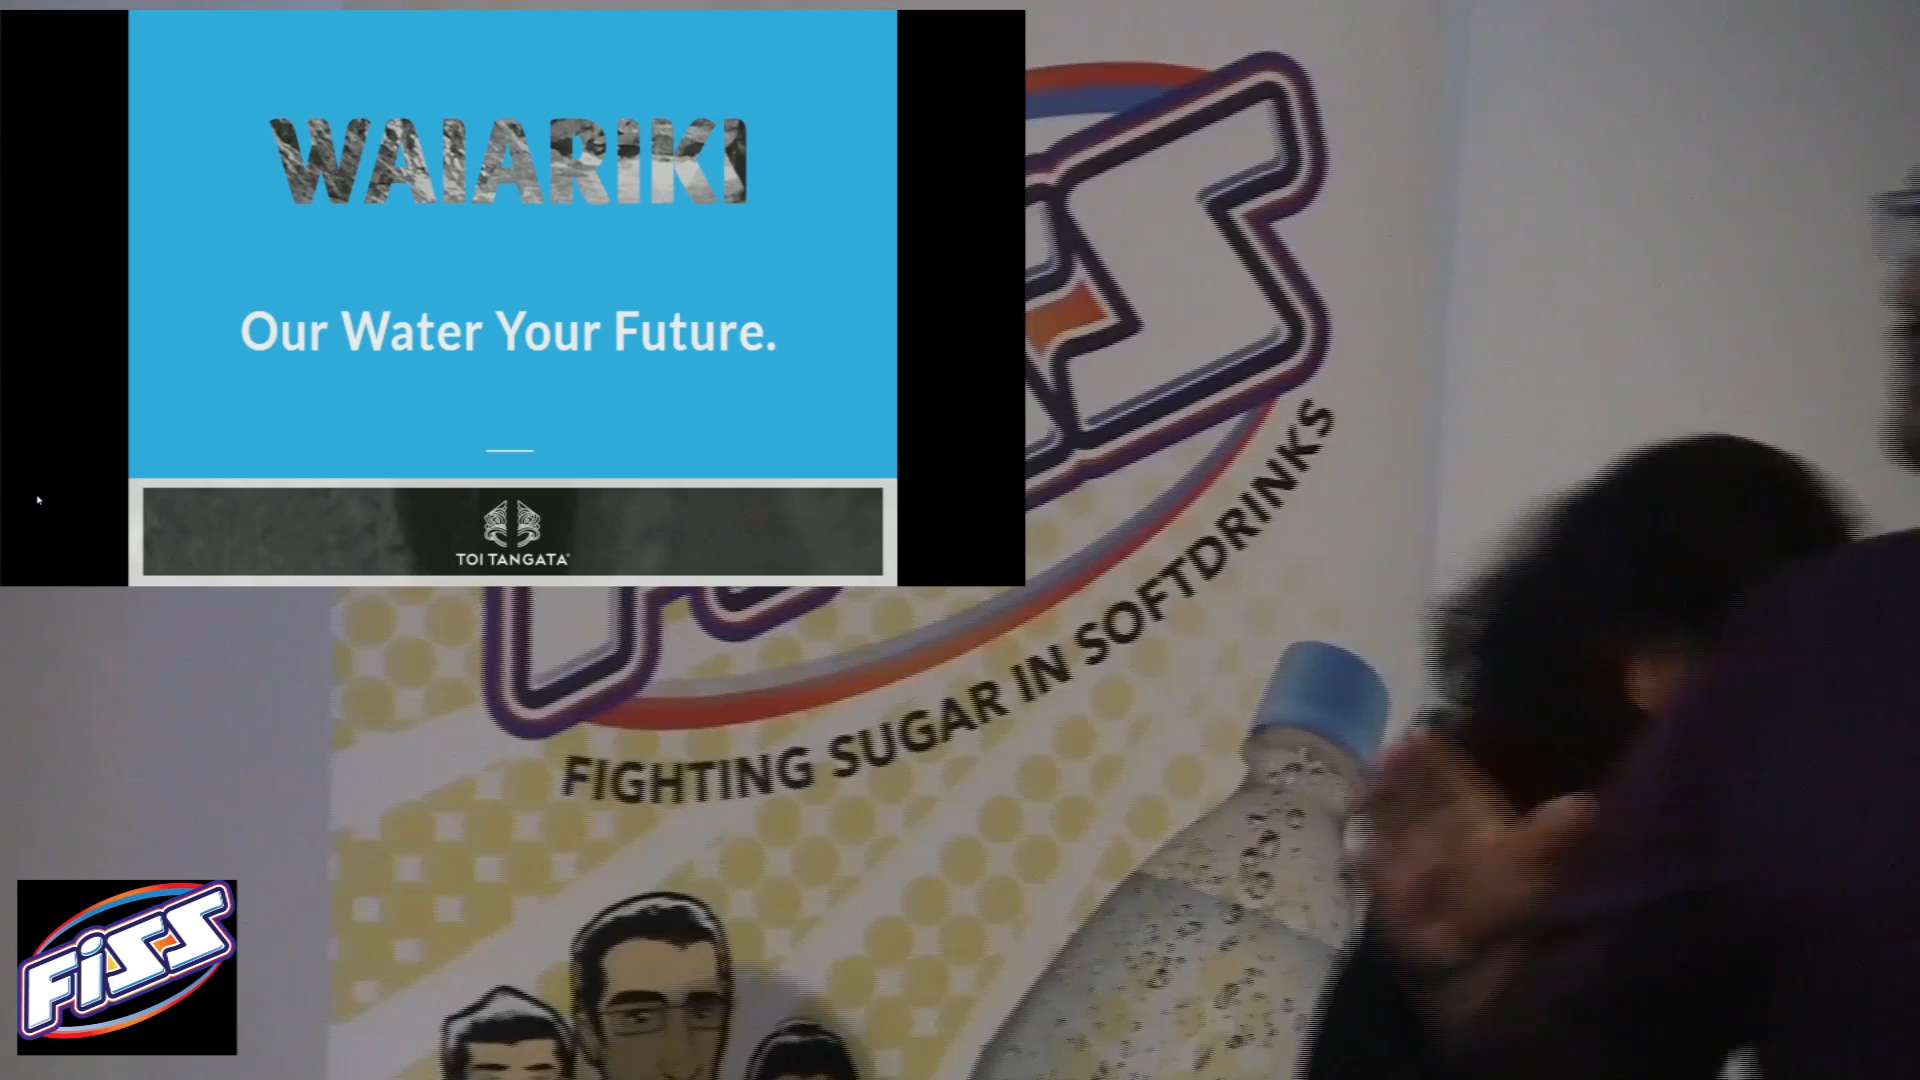 WAIARIKI
Our Water Your Future.
TOI TANGATA
FIGHTING SUGAR IN SOFTDRINKS
FiSS